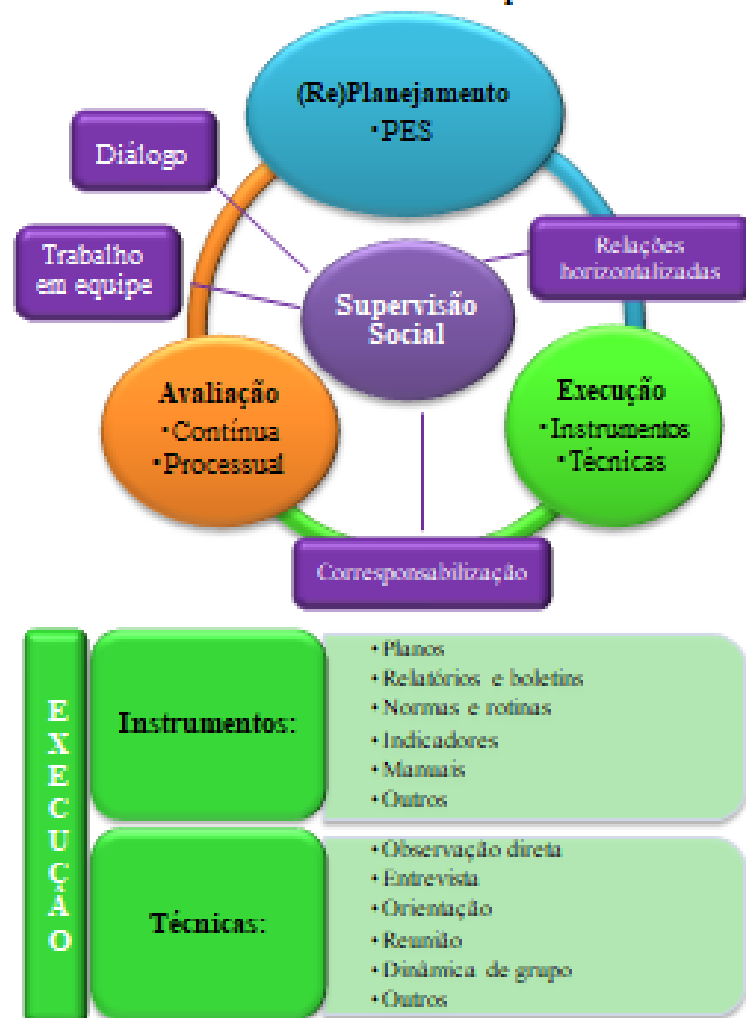 (Re)Planejamento
•PES
Diálogo
Trabalho
em equipe
Relações
horizontalizadas
Supervisão
Social
Avaliação
•Contínua
•Processual
Execução
•Instrumentos
•Técnicas
Corresponsabilização
EXECUÇÃO
Instrumentos:
•Planos
•Relatórios e boletins
•Normas e rotinas
•Indicadores
•Manuais
•Outros
Técnicas:
•Observação direta
•Entrevista
•Orientação
•Reunião
•Dinâmica de grupo
•Outros